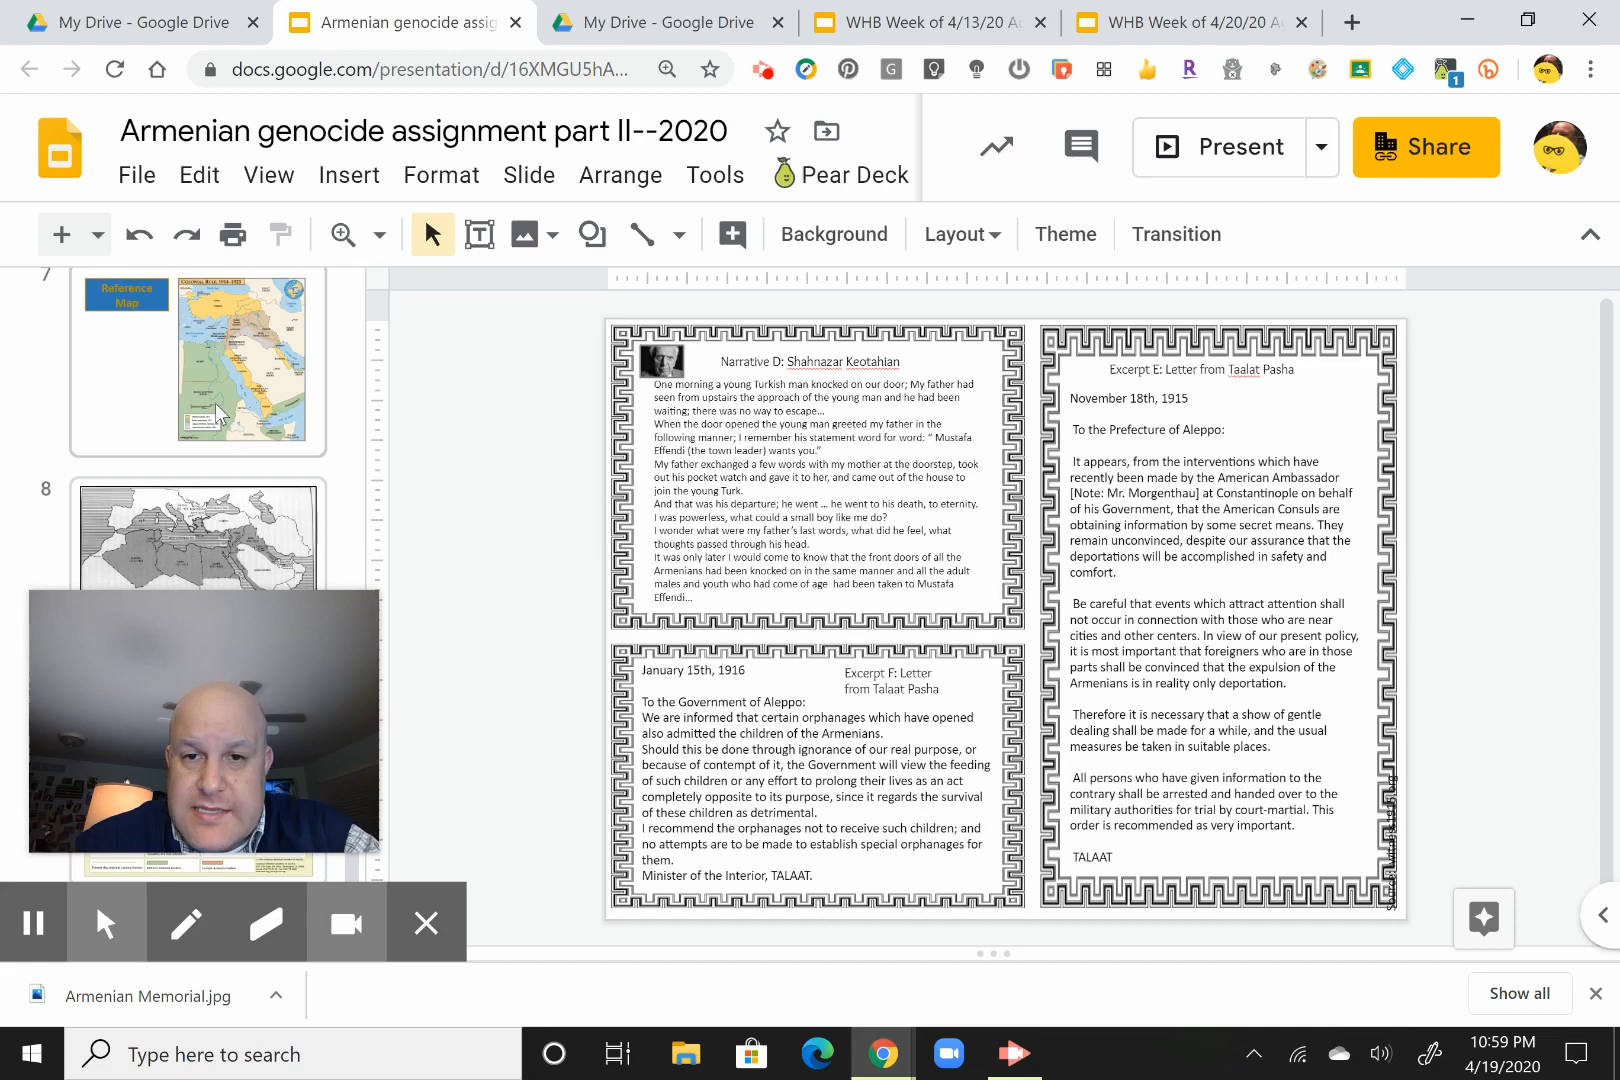 My Drive - Google Drive
Armenian genocide assig
My Drive - Google Drive
WHB Week of 4/13/20 A
WHB Week of 4/20/20 A
docs.google.com/presentation/d/16XMGU5hA...
1
Armenian genocide assignment part II--2020
Present
Share
File Edit View Insert Format Slide Arrange Tools Pear Deck
Background Layout Theme Transition
7
Reference
Map
COLONIAL RULE 1914-1923
8
Narrative D: Shahnazar Keotahian
One morning a young Turkish man knocked on our door; My father had
seen from upstairs the approach of the young man and he had been
waiting; there was no way to escape...
When the door opened the young man greeted my father in the
following manner; I remember his statement word for word: " Mustafa
Effendi (the town leader) wants you."
My father exchanged a few words with my mother at the doorstep, took
out his pocket watch and gave it to her, and came out of the house to
join the young Turk.
And that was his departure; he went ... he went to his death, to eternity.
I was powerless, what could a small boy like me do?
I wonder what were my father's last words, what did he feel, what
thoughts passed through his head.
It was only later I would come to know that the front doors of all the
Armenians had been knocked on in the same manner and all the adult
males and youth who had come of age had been taken to Mustafa
Effendi...
January 15th, 1916
Excerpt F: Letter
from Talaat Pasha
To the Government of Aleppo:
We are informed that certain orphanages which have opened
also admitted the children of the Armenians.
Should this be done through ignorance of our real purpose, or
because of contempt of it, the Government will view the feeding
of such children or any effort to prolong their lives as an act
completely opposite to its purpose, since it regards the survival
of these children as detrimental.
I recommend the orphanages not to receive such children; and
no attempts are to be made to establish special orphanages for
them.
Minister of the Interior, TALAAT.
Excerpt E: Letter from Taalat Pasha
November 18th, 1915
To the Prefecture of Aleppo:
It appears, from the interventions which have
recently been made by the American Ambassador
[Note: Mr. Morgenthau] at Constantinople on behalf
of his Government, that the American Consuls are
obtaining information by some secret means. They
remain unconvinced, despite our assurance that the
deportations will be accomplished in safety and
comfort.
Be careful that events which attract attention shall
not occur in connection with those who are near
cities and other centers. In view of our present policy,
it is most important that foreigners who are in those
parts shall be convinced that the expulsion of the
Armenians is in reality only deportation.
Therefore it is necessary that a show of gentle
dealing shall be made for a while, and the usual
measures be taken in suitable places.
All persons who have given information to the
contrary shall be arrested and handed over to the
military authorities for trial by court-martial. This
order is recommended as very important.
TALAAT
Armenian Memorial.jpg
Show all
Type here to search
10:59 PM
4/19/2020